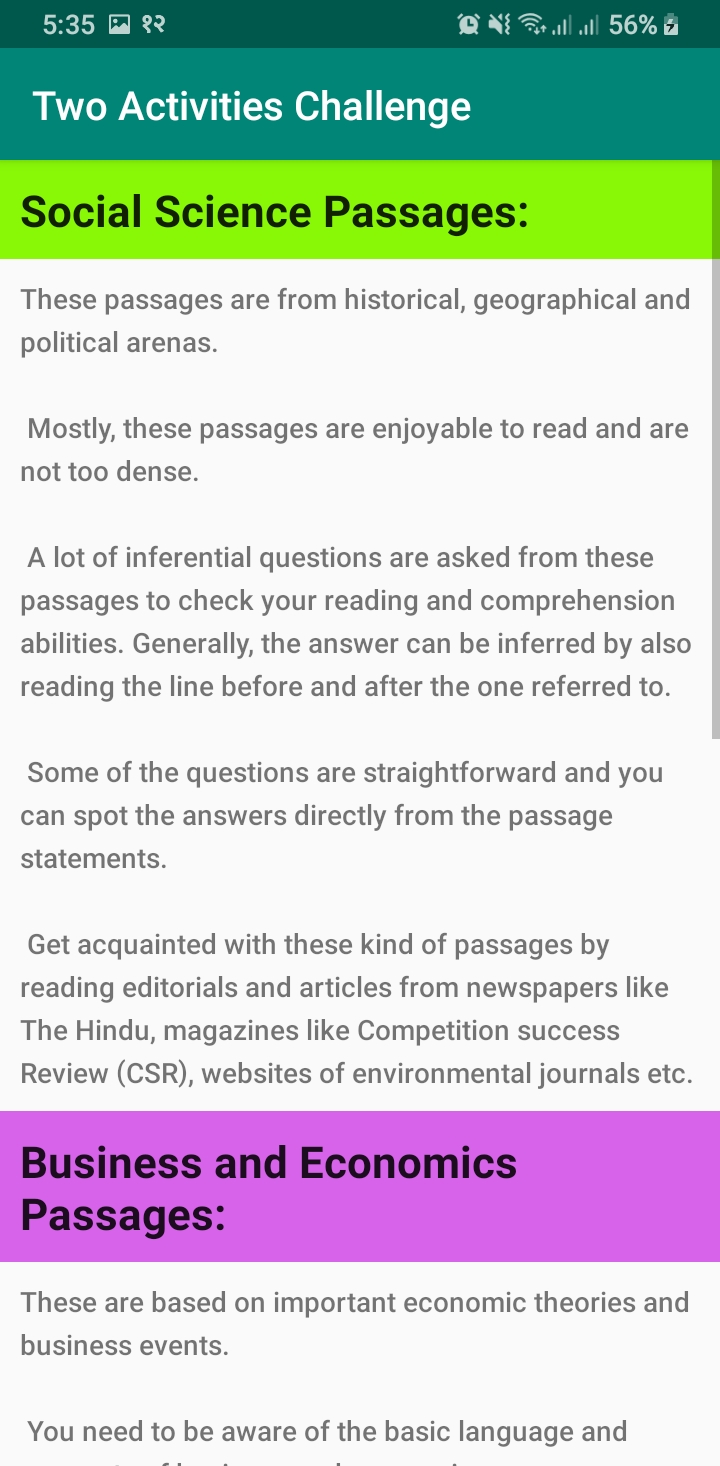 5:35 १२ 56%
Two Activities Challenge
Social Science Passages:
These passages are from historical, geographical and
political arenas.
Mostly, these passages are enjoyable to read and are
not too dense.
A lot of inferential questions are asked from these
passages to check your reading and comprehension
abilities. Generally, the answer can be inferred by also
reading the line before and after the one referred to.
Some of the questions are straightforward and you
can spot the answers directly from the passage
statements.
Get acquainted with these kind of passages by
reading editorials and articles from newspapers like
The Hindu, magazines like Competition success
Review (CSR), websites of environmental journals etc.
Business and Economics
Passages:
These are based on important economic theories and
business events.
You need to be aware of the basic language and